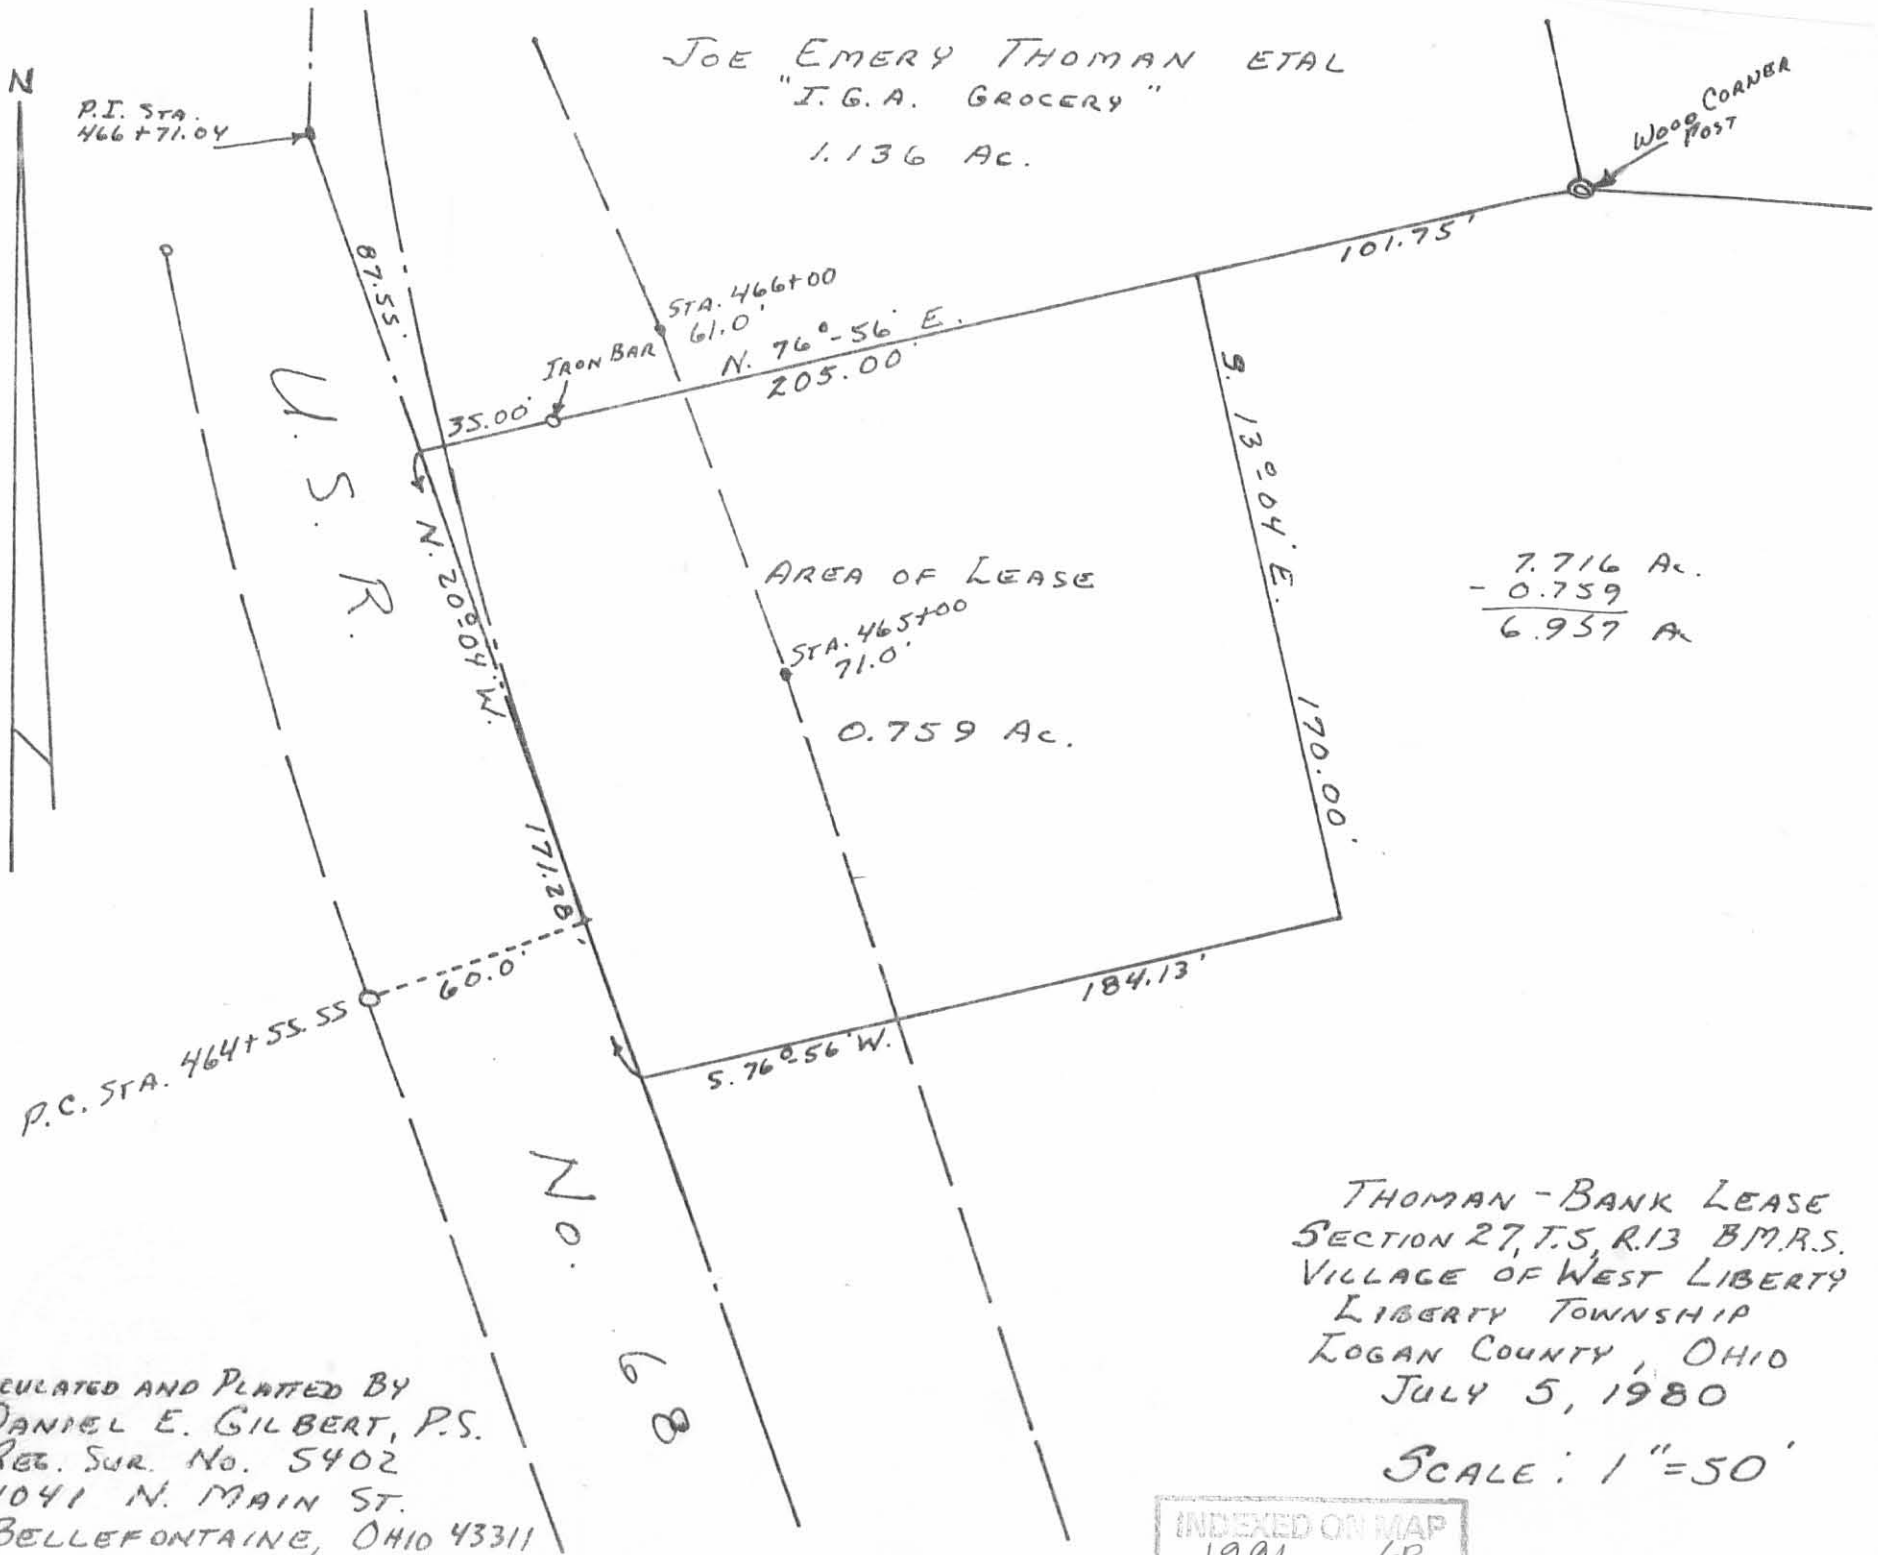 JOE EMERY THOMAN ETAL
"I.G.A. GROCERY"
1.136 AC.
N
P.I. STA.
466+71.04
WOOD CORNER
POST
87.55'
101.75'
STA. 466+00
61.0'
IRON BAR
N. 76°-56' E.
205.00'
35.00'
S. 13°-04' E.
170.00'
U.S.R.
N. 20°-04' W.
171.28'
AREA OF LEASE
STA. 465+00
71.0'
0.759 Ac.
7.716 Ac.
- 0.759
6.957 Ac
60.0'
P.C. STA. 464+55.55
184.13'
S. 76°-56' W.
No. 68
THOMAN - BANK LEASE
SECTION 27, T.5, R.13 B.M.R.S.
VILLAGE OF WEST LIBERTY
LIBERTY TOWNSHIP
LOGAN COUNTY, OHIO
JULY 5, 1980
SCALE: 1"=50'
CULATED AND PLATTED BY
DANIEL E. GILBERT, P.S.
REG. SUR. No. 5402
1041 N. MAIN ST.
BELLEFONTAINE, OHIO 43311
INDEXED ON MAP